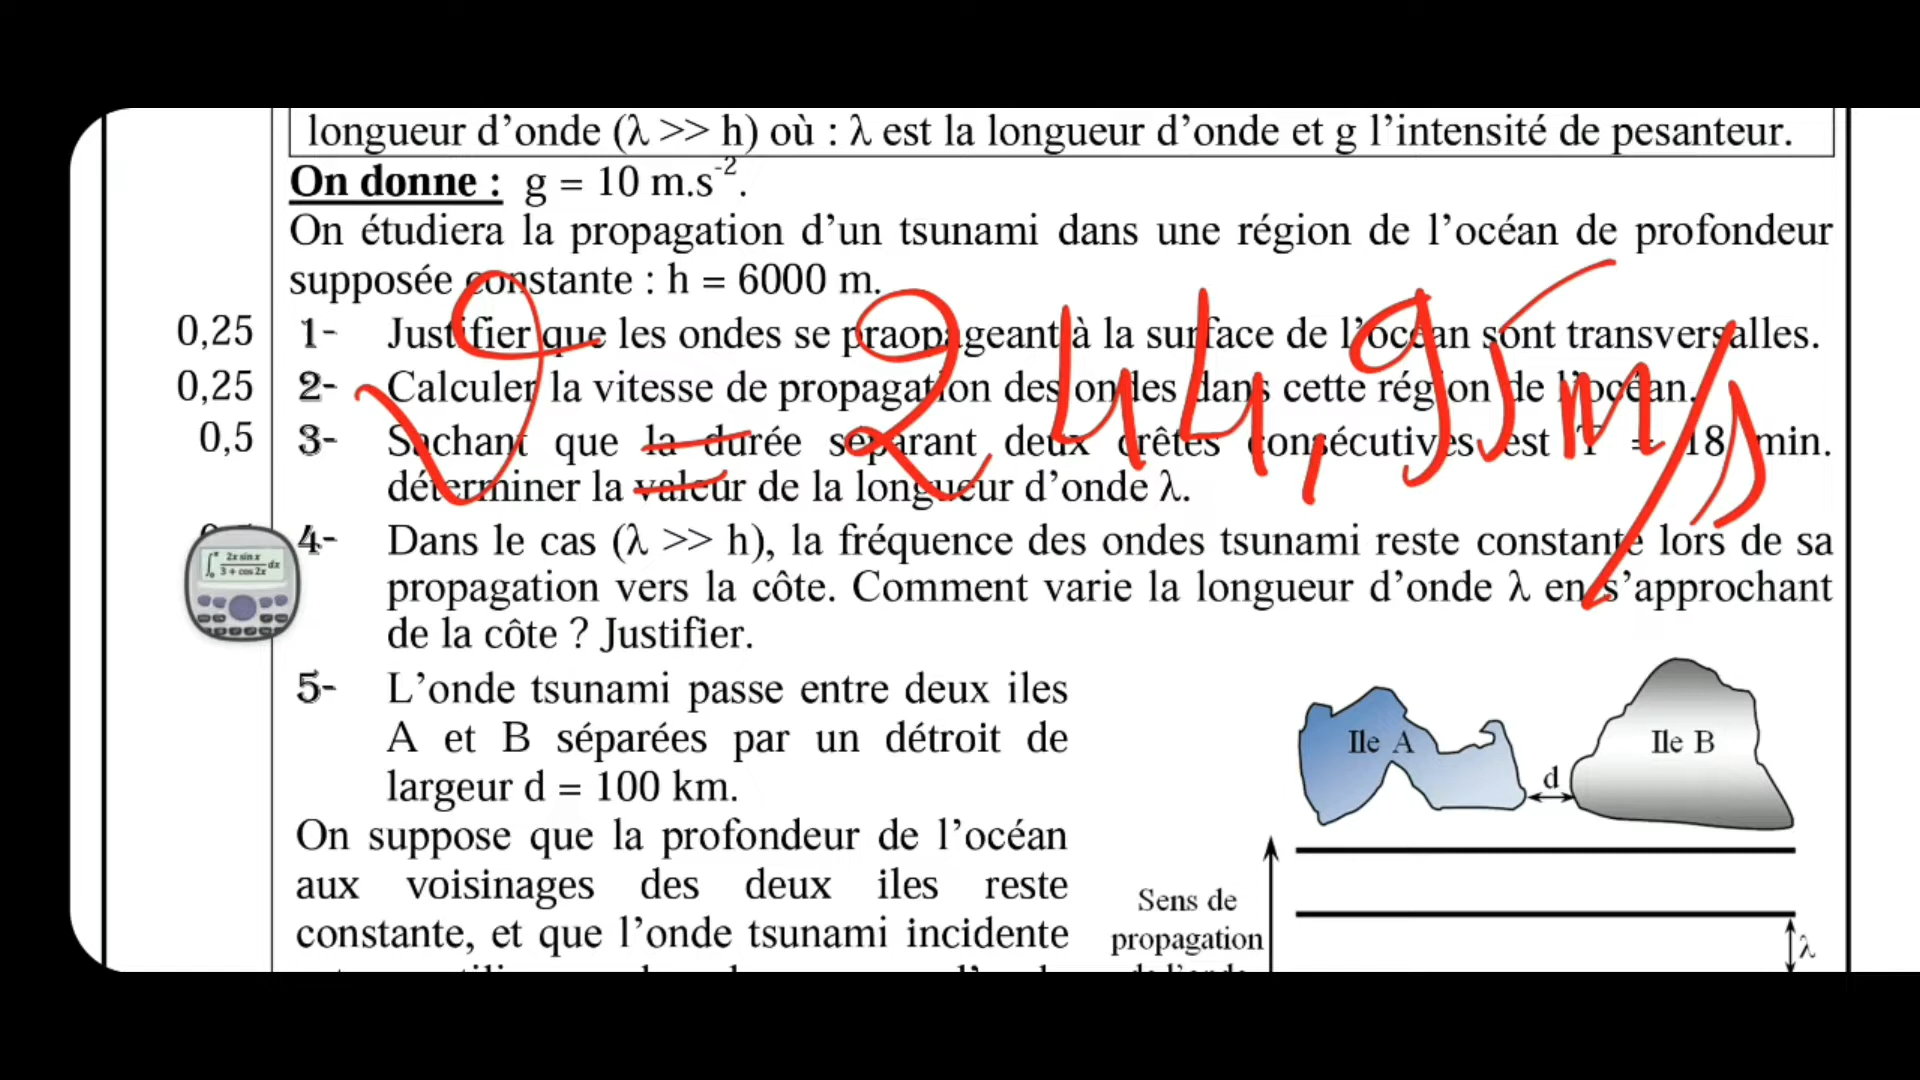 longueur d’onde (λ >> h) où : λ est la longueur d’onde et g l’intensité de pesanteur.
On donne : g = 10 m.s⁻².
On étudiera la propagation d’un tsunami dans une région de l’océan de profondeur
supposée constante : h = 6000 m.
0,25 1- Justifier que les ondes se praopageant à la surface de l’océan sont transversalles.
0,25 2- Calculer la vitesse de propagation des ondes dans cette région de l’océan.
0,5 3- Sachant que la durée séparant deux crêtes consécutives est T = 18 min.
déterminer la valeur de la longueur d’onde λ.
v = 244,95 m/s
4- Dans le cas (λ >> h), la fréquence des ondes tsunami reste constante lors de sa
propagation vers la côte. Comment varie la longueur d’onde λ en s’approchant
de la côte ? Justifier.
∫ 2x sin x / 3 + cos 2x dx
5- L’onde tsunami passe entre deux iles
A et B séparées par un détroit de
largeur d = 100 km.
On suppose que la profondeur de l’océan
aux voisinages des deux iles reste
constante, et que l’onde tsunami incidente
Ile A
Ile B
d
Sens de
propagation
de l’onde
λ